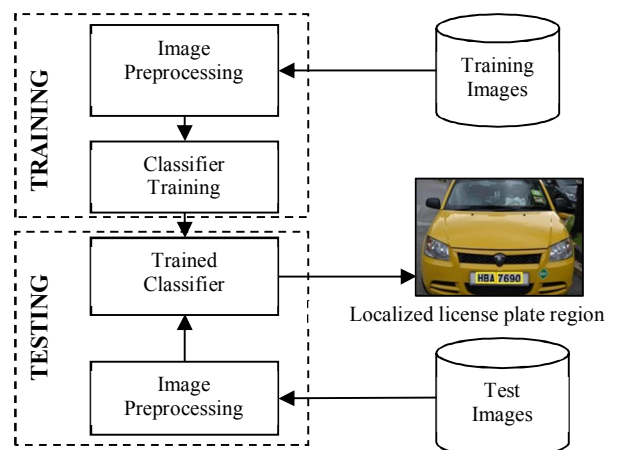 TRAINING
Image
Preprocessing
Training
Images
Classifier
Training
TESTING
Trained
Classifier
HBA 7690
Localized license plate region
Image
Preprocessing
Test
Images